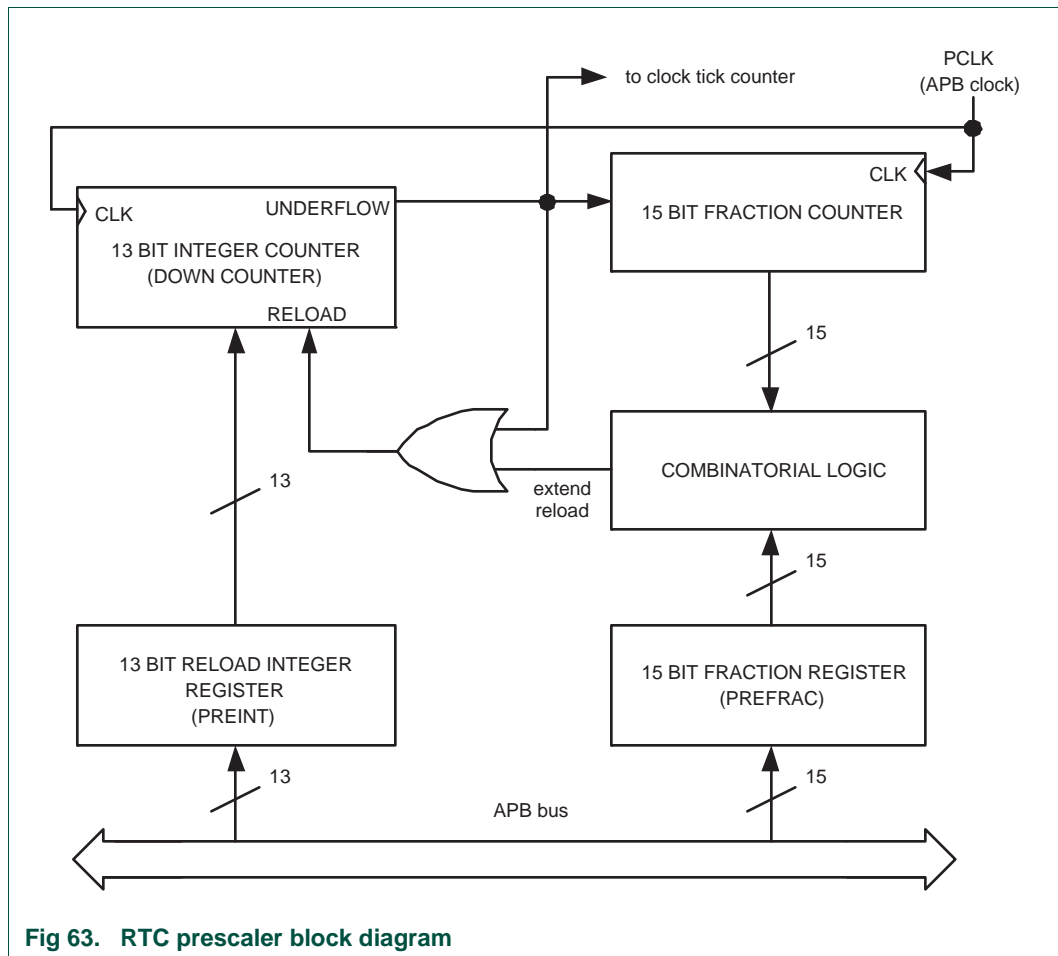 PCLK
(APB clock)
to clock tick counter
CLK
UNDERFLOW
13 BIT INTEGER COUNTER
(DOWN COUNTER)
RELOAD
CLK
15 BIT FRACTION COUNTER
15
COMBINATORIAL LOGIC
extend
reload
13
15
13 BIT RELOAD INTEGER
REGISTER
(PREINT)
15 BIT FRACTION REGISTER
(PREFRAC)
13
15
APB bus
Fig 63. RTC prescaler block diagram